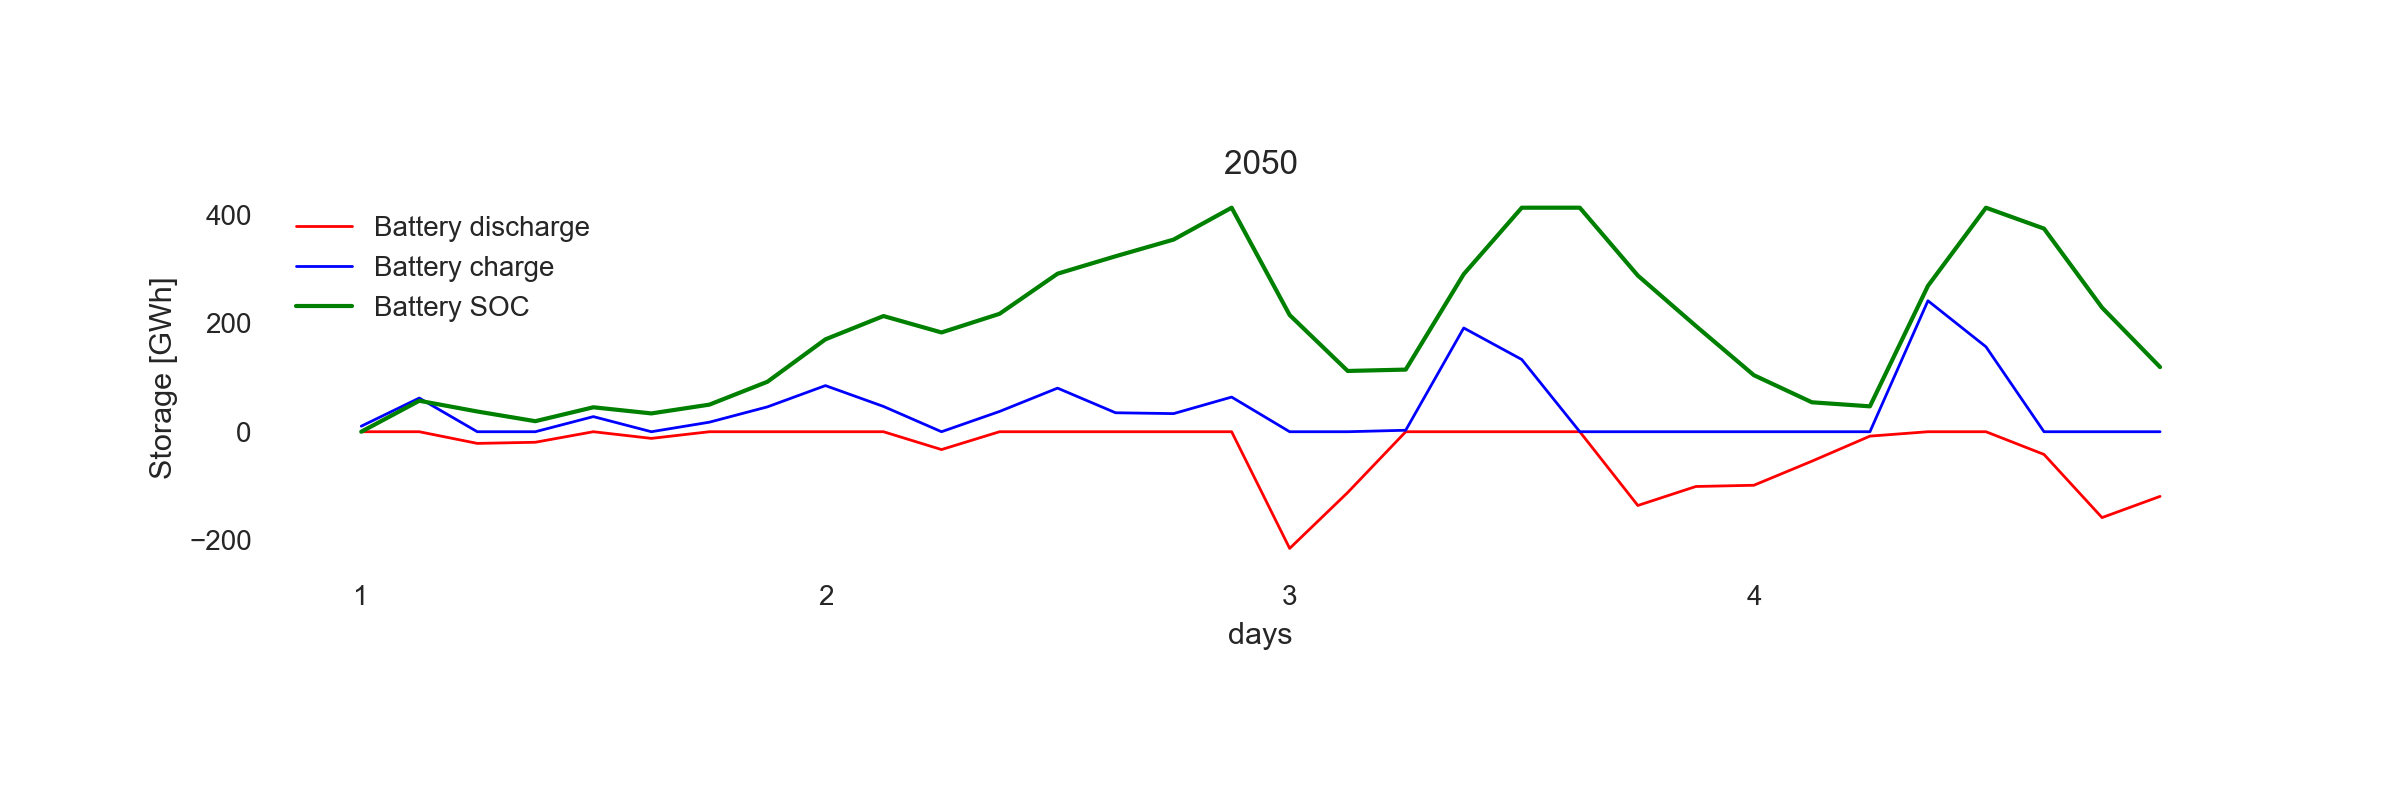 2050
400
200
0
−200
Storage [GWh]
Battery discharge
Battery charge
Battery SOC
1 2 3 4
days